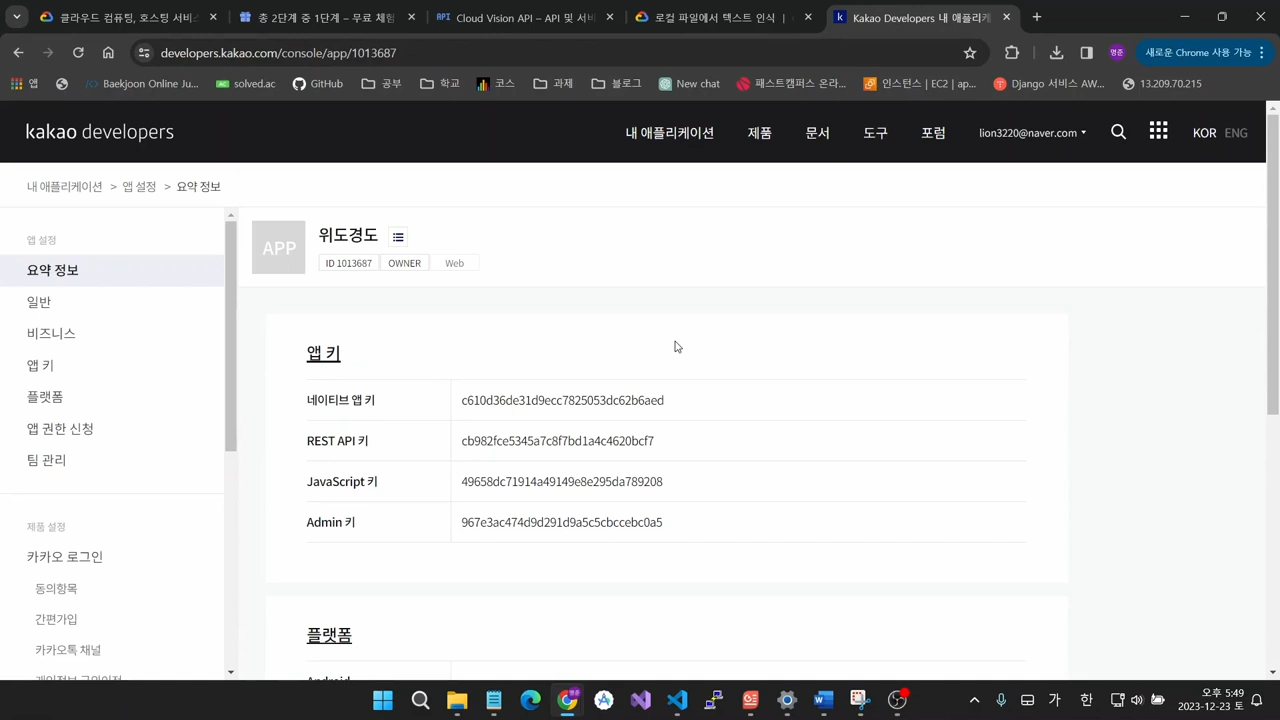 클라우드 컴퓨팅, 호스팅 서비
총 2단계 중 1단계 – 무료 체험
API Cloud Vision API – API 및 서비
로컬 파일에서 텍스트 인식 |
Kakao Developers 내 애플리케
developers.kakao.com/console/app/1013687
명준
새로운 Chrome 사용 가능
앱
Baekjoon Online Ju...
solved.ac
GitHub
공부
학교
코스
과제
블로그
New chat
패스트캠퍼스 온라...
인스턴스 | EC2 | ap...
Django 서비스 AW...
13.209.70.215
kakao developers
내 애플리케이션
제품
문서
도구
포럼
lion3220@naver.com
KOR ENG
내 애플리케이션 > 앱 설정 > 요약 정보
앱 설정
요약 정보
일반
비즈니스
앱 키
플랫폼
앱 권한 신청
팀 관리
제품 설정
카카오 로그인
동의항목
간편가입
카카오톡 채널
APP
위도경도
ID 1013687
OWNER
Web
앱 키
네이티브 앱 키 c610d36de31d9ecc7825053dc62b6aed
REST API 키 cb982fce5345a7c8f7bd1a4c4620bcf7
JavaScript 키 49658dc71914a49149e8e295da789208
Admin 키 967e3ac474d9d291d9a5c5cbccebc0a5
플랫폼
Android
가
한
오후 5:49
2023-12-23 토